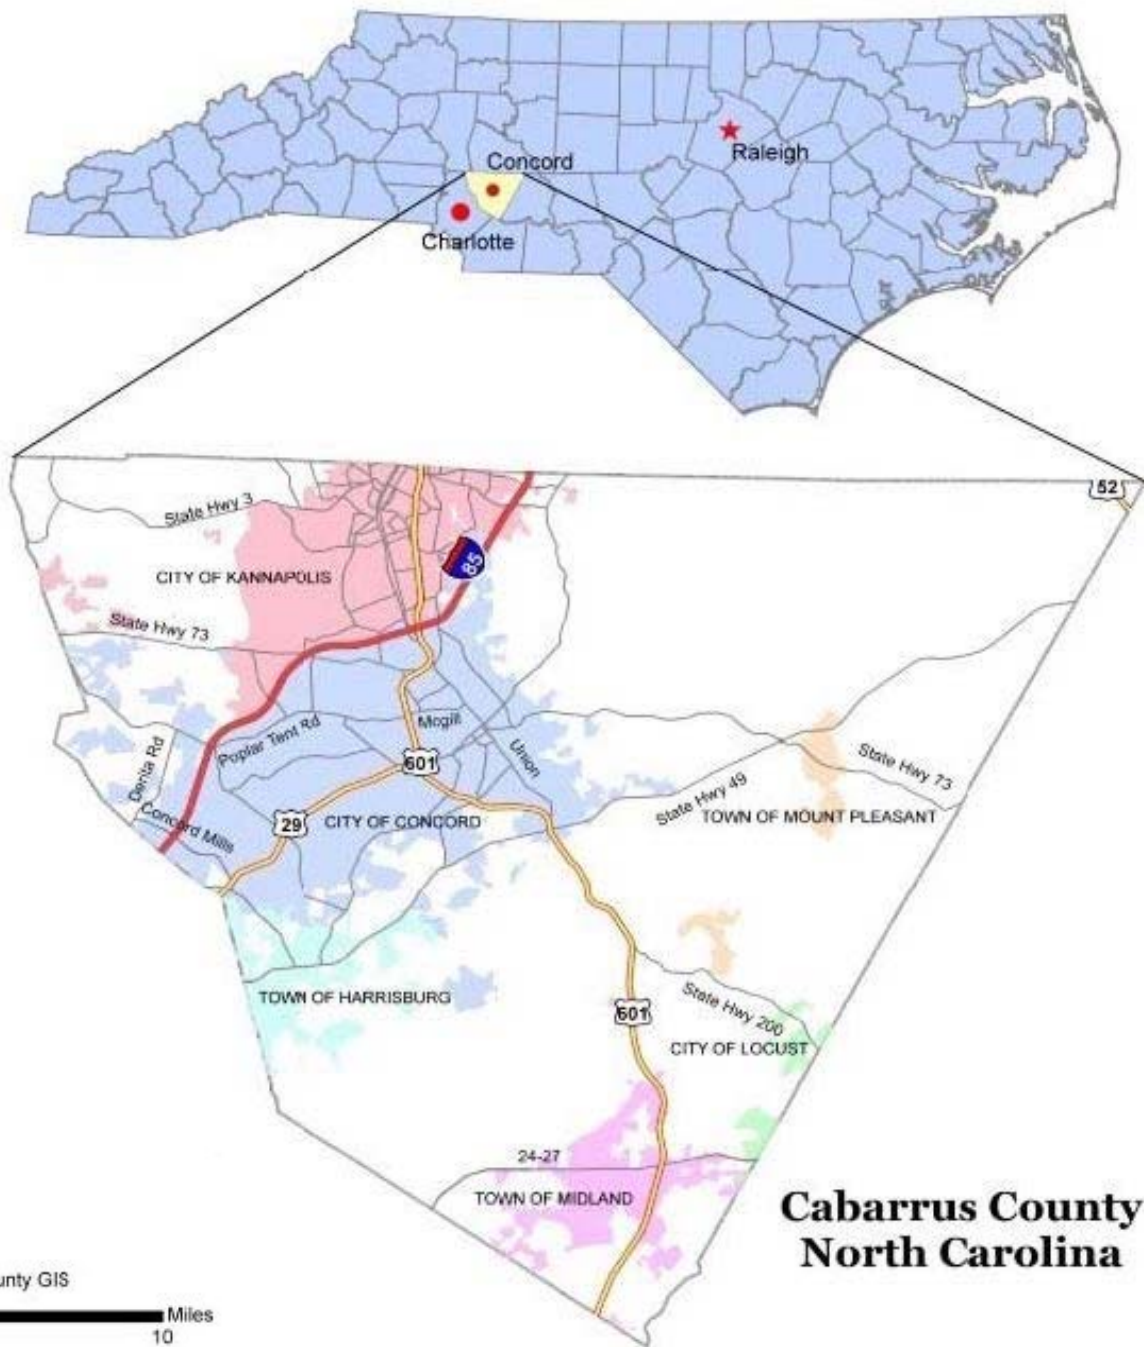 Raleigh
Concord
Charlotte
52
State Hwy 3
85
CITY OF KANNAPOLIS
State Hwy 73
Mcgill
Poplar Tent Rd
Union
Derita Rd
601
State Hwy 73
State Hwy 49
Concord Mills
29
CITY OF CONCORD
TOWN OF MOUNT PLEASANT
TOWN OF HARRISBURG
State Hwy 200
601
CITY OF LOCUST
24-27
TOWN OF MIDLAND
Cabarrus County
North Carolina
GIS
Miles
10